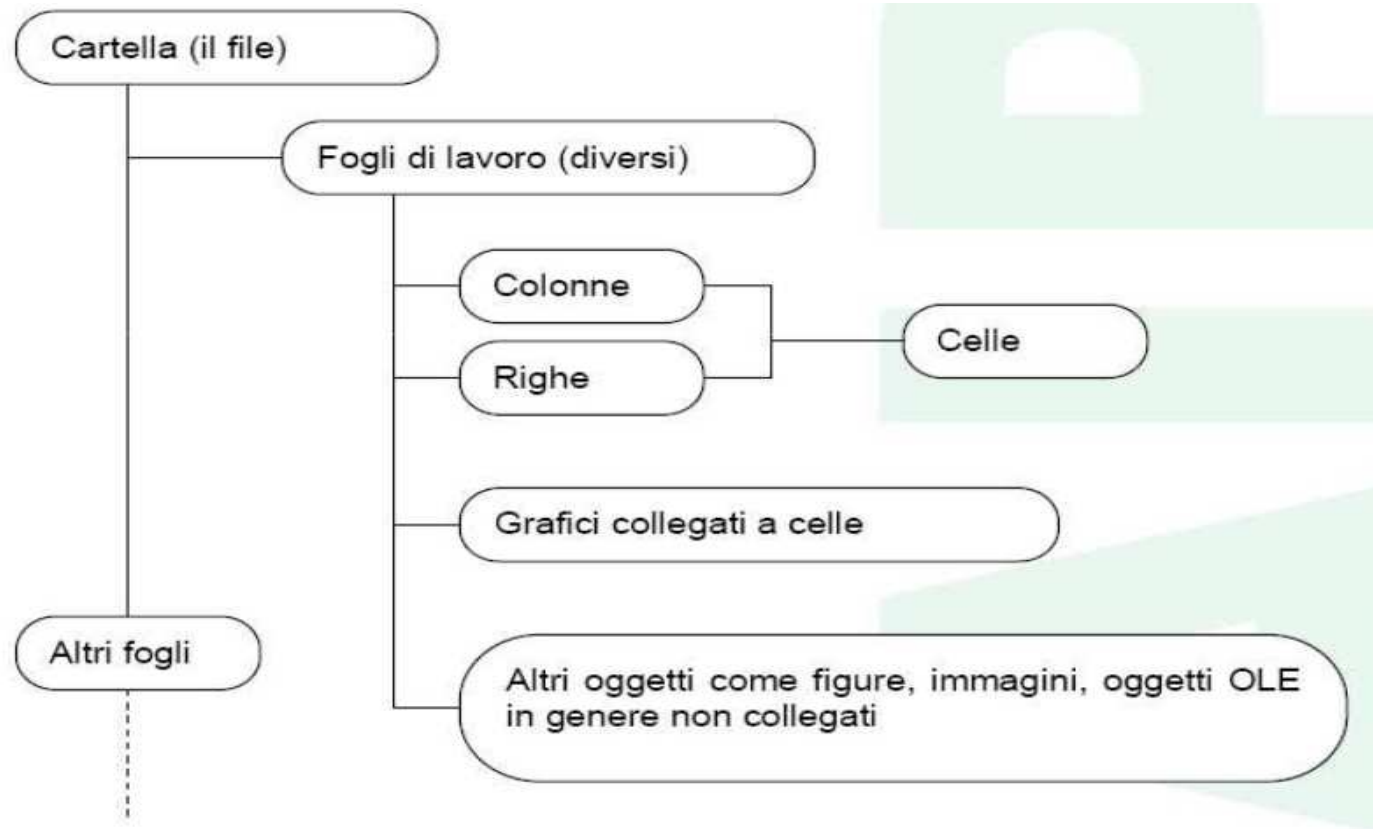 Cartella (il file)
Fogli di lavoro (diversi)
Colonne
Celle
Righe
Grafici collegati a celle
Altri fogli
Altri oggetti come figure, immagini, oggetti OLE
in genere non collegati